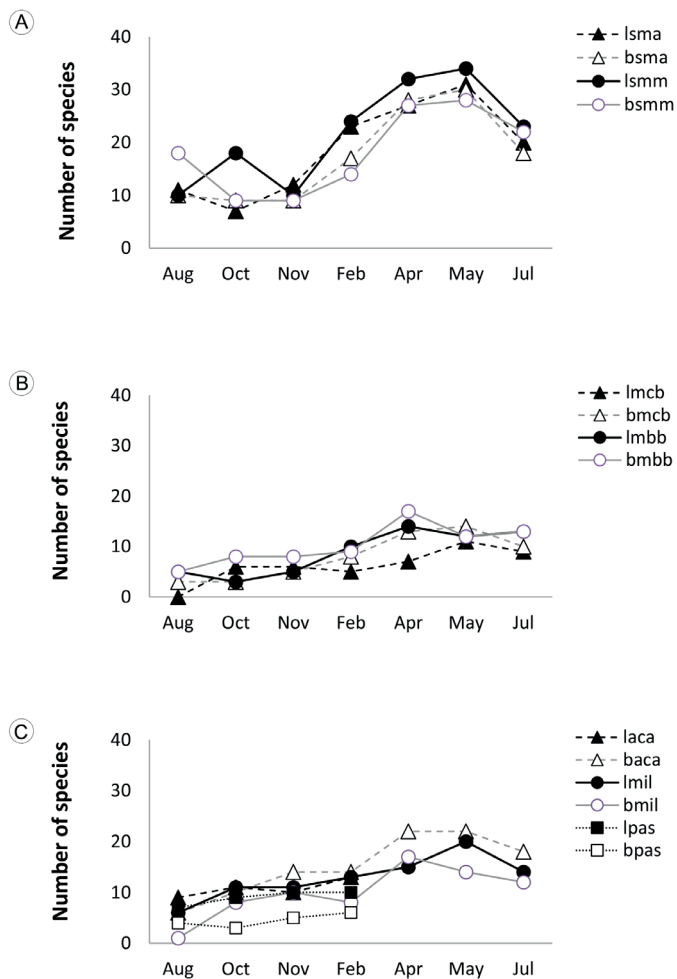 A
Number of species
40
30
20
10
0
Aug Oct Nov Feb Apr May Jul
lsma
bsma
lsmm
bsmm
B
Number of species
40
30
20
10
0
Aug Oct Nov Feb Apr May Jul
lmcb
bmcb
lmbb
bmbb
C
Number of species
40
30
20
10
0
Aug Oct Nov Feb Apr May Jul
laca
baca
lmil
bmil
lpas
bpas